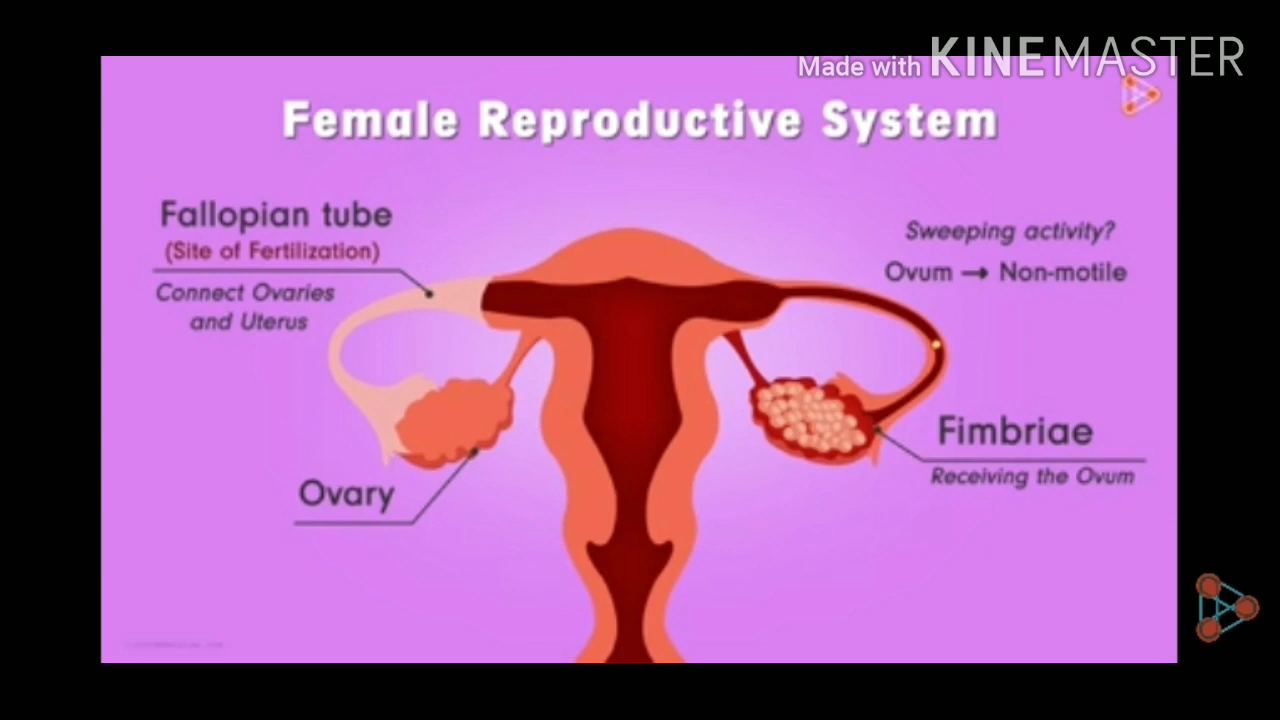 Made with KINEMASTER
Female Reproductive System
Fallopian tube
(Site of Fertilization)
Connect Ovaries
and Uterus
Sweeping activity?
Ovum → Non-motile
Fimbriae
Receiving the Ovum
Ovary